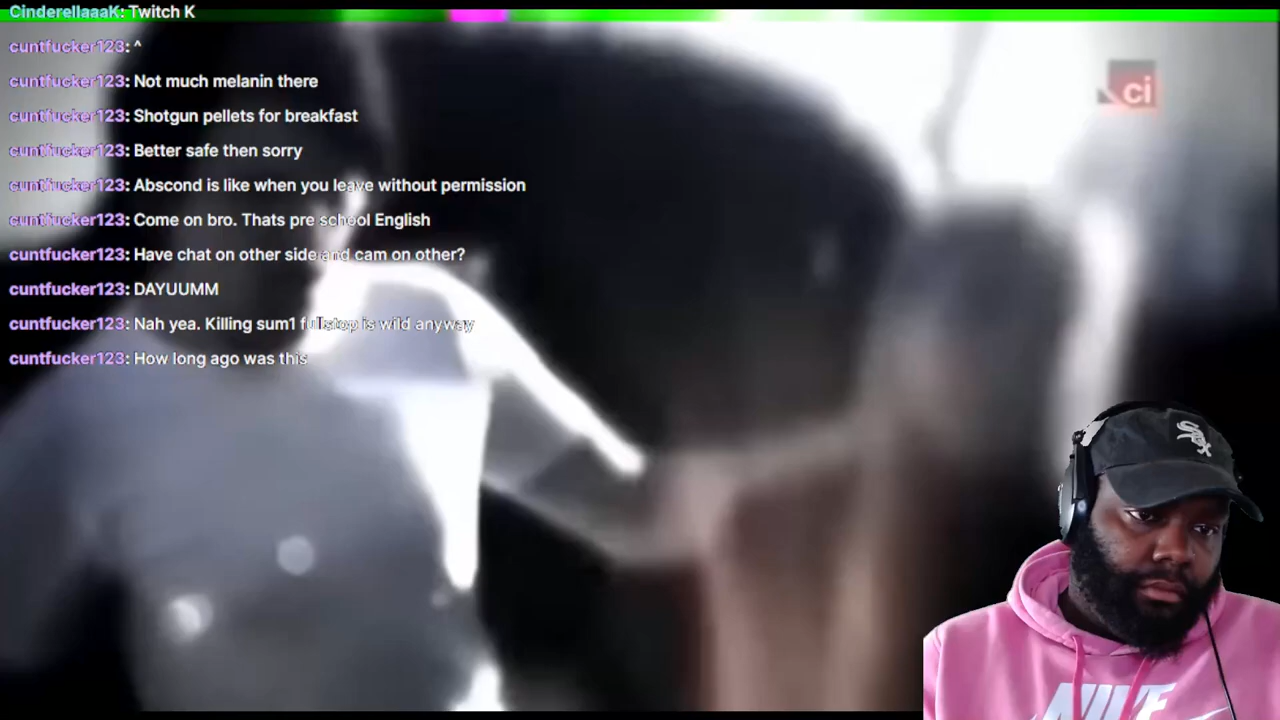 CinderellaaaK: Twitch K
cuntfucker123: ^
cuntfucker123: Not much melanin there
cuntfucker123: Shotgun pellets for breakfast
cuntfucker123: Better safe then sorry
cuntfucker123: Abscond is like when you leave without permission
cuntfucker123: Come on bro. Thats pre school English
cuntfucker123: Have chat on other side and cam on other?
cuntfucker123: DAYUUMM
cuntfucker123: Nah yea. Killing sum1 fullstop is wild anyway
cuntfucker123: How long ago was this
ci
SOX
NIKE